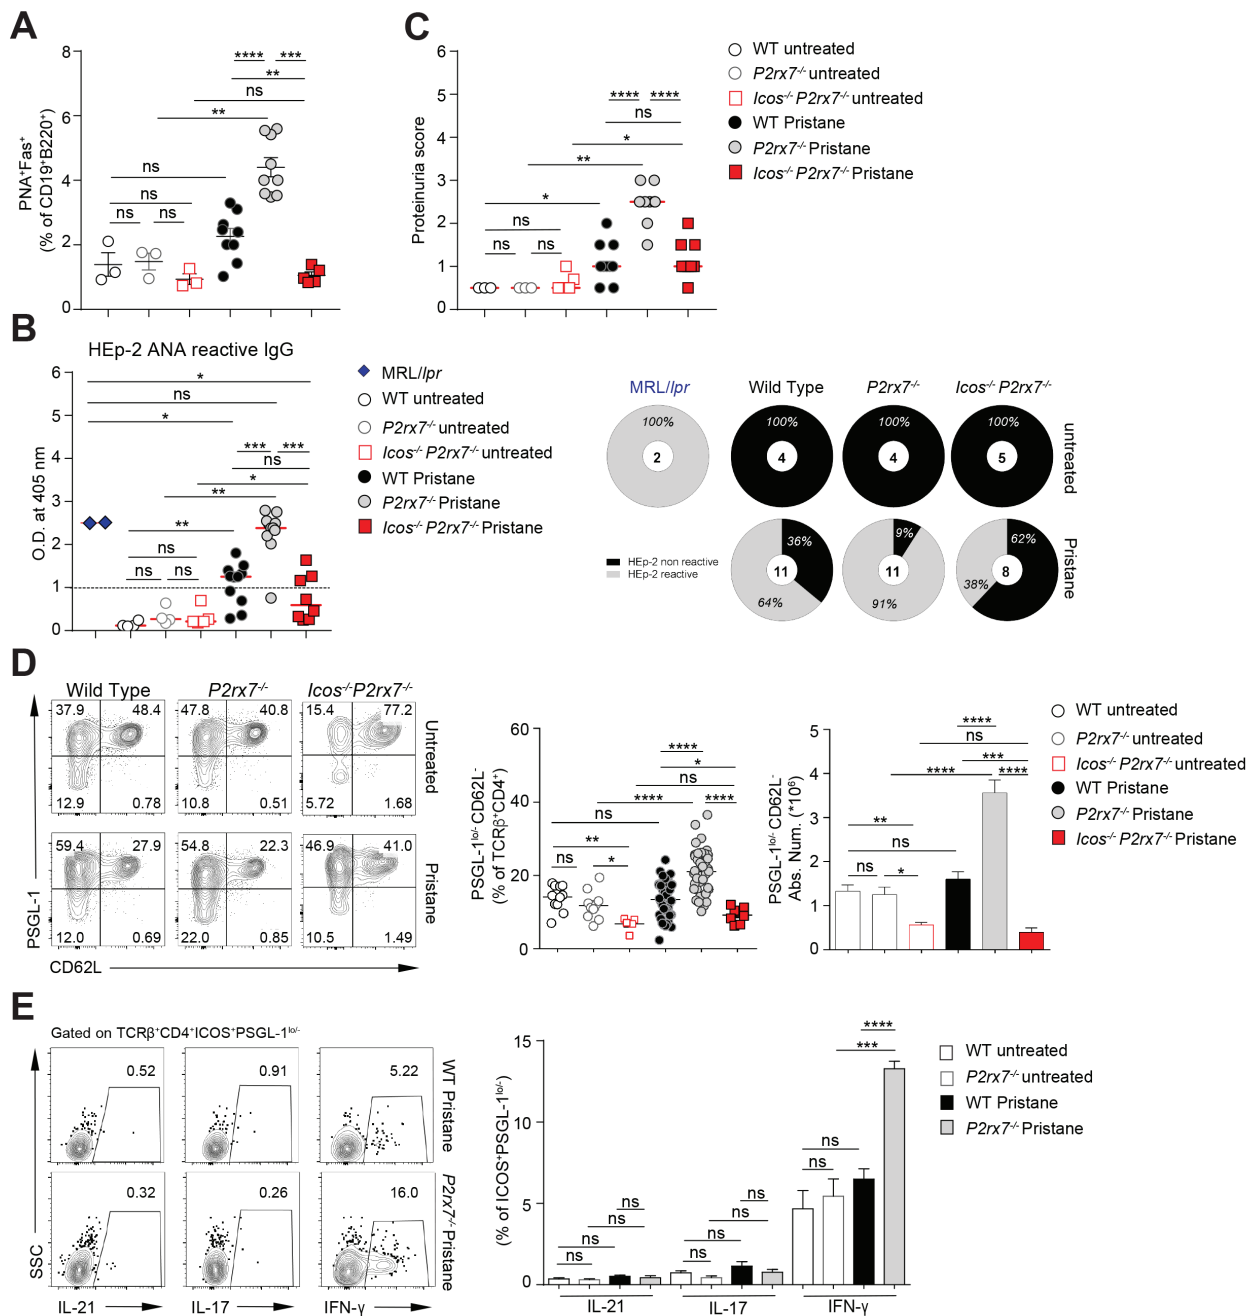 A
8
6
4
2
0
PNA+Fas+
(% of CD19+B220+)
**** ***
**
ns
**
ns
ns
ns ns
C
6
5
4
3
2
1
0
Proteinuria score
**** ****
ns
*
**
*
ns
ns ns
WT untreated
P2rx7-/- untreated
Icos-/- P2rx7-/- untreated
WT Pristane
P2rx7-/- Pristane
Icos-/- P2rx7-/- Pristane
B
HEp-2 ANA reactive IgG
6
5
4
3
2
1
0
O.D. at 405 nm
*
ns
*
*** ***
ns
*
**
**
ns
ns ns
MRL/lpr
WT untreated
P2rx7-/- untreated
Icos-/- P2rx7-/- untreated
WT Pristane
P2rx7-/- Pristane
Icos-/- P2rx7-/- Pristane
MRL/lpr Wild Type P2rx7-/- Icos-/- P2rx7-/-
100% 100% 100% 100%
2 4 4 5
untreated
36% 9% 62%
11 11 8
64% 91% 38%
Pristane
HEp-2 non reactive
HEp-2 reactive
D
Wild Type P2rx7-/- Icos-/-P2rx7-/-
37.9 48.4 47.8 40.8 15.4 77.2
12.9 0.78 10.8 0.51 5.72 1.68
Untreated
59.4 27.9 54.8 22.3 46.9 41.0
12.0 0.69 22.0 0.85 10.5 1.49
Pristane
PSGL-1
CD62L
60
40
20
0
PSGL-1lo/- CD62L-
(% of TCRβ+CD4+)
****
*
ns
**** ****
ns
**
ns *
5
4
3
2
1
0
PSGL-1lo/- CD62L-
Abs. Num. (*10⁶)
****
ns
***
**** ****
**
ns
ns *
WT untreated
P2rx7-/- untreated
Icos-/- P2rx7-/- untreated
WT Pristane
P2rx7-/- Pristane
Icos-/- P2rx7-/- Pristane
E
Gated on TCRβ+CD4+ICOS+PSGL-1lo/-
0.52 0.91 5.22
WT Pristane
0.32 0.26 16.0
P2rx7-/- Pristane
SSC
IL-21 IL-17 IFN-γ
15
10
5
0
(% of ICOS+PSGL-1lo/-)
ns
ns
ns
ns
ns
ns
ns
ns
ns
ns
****
***
IL-21 IL-17 IFN-γ
WT untreated
P2rx7-/- untreated
WT Pristane
P2rx7-/- Pristane